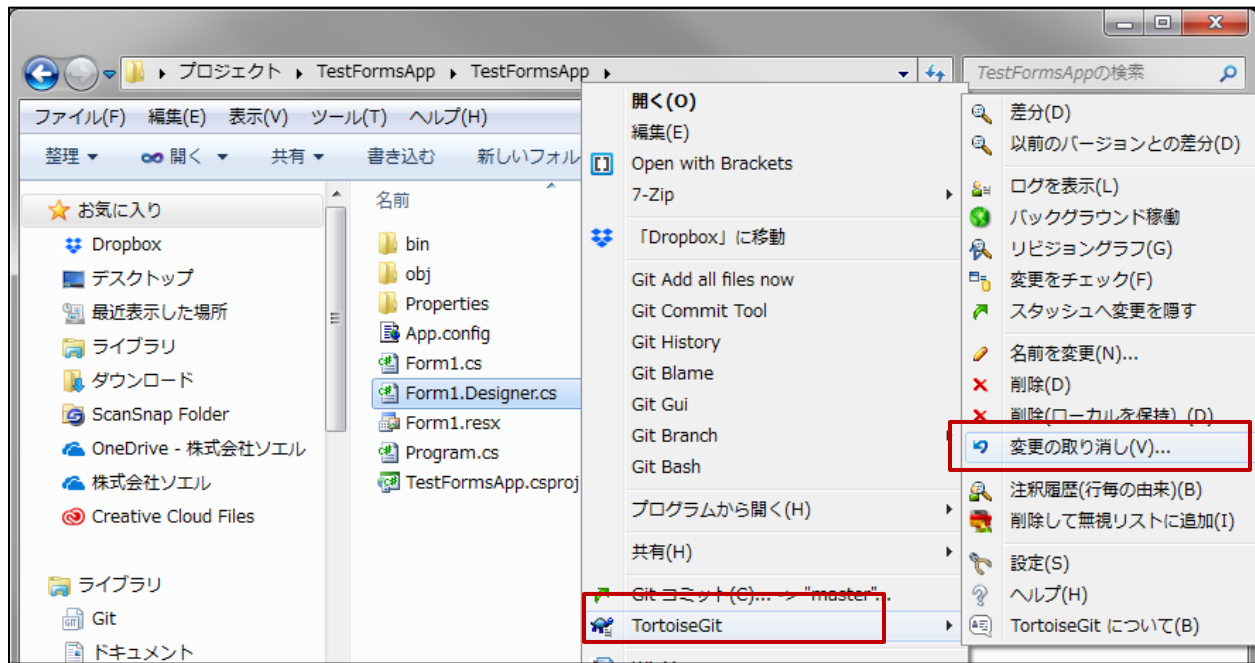 プロジェクト ▸ TestFormsApp ▸ TestFormsApp ▸
TestFormsAppの検索
ファイル(F) 編集(E) 表示(V) ツール(T) ヘルプ(H)
整理 開く 共有 書き込む 新しいフォル
お気に入り
Dropbox
デスクトップ
最近表示した場所
ライブラリ
ダウンロード
ScanSnap Folder
OneDrive - 株式会社ソエル
株式会社ソエル
Creative Cloud Files
ライブラリ
Git
ドキュメント
名前
bin
obj
Properties
App.config
Form1.cs
Form1.Designer.cs
Form1.resx
Program.cs
TestFormsApp.csproj
開く(O)
編集(E)
Open with Brackets
7-Zip
「Dropbox」に移動
Git Add all files now
Git Commit Tool
Git History
Git Blame
Git Gui
Git Branch
Git Bash
プログラムから開く(H)
共有(H)
Git コミット(C)... -> "master"...
TortoiseGit
差分(D)
以前のバージョンとの差分(D)
ログを表示(L)
バックグラウンド稼働
リビジョングラフ(G)
変更をチェック(F)
スタッシュへ変更を隠す
名前を変更(N)...
削除(D)
削除(ローカルを保持) (D)
変更の取り消し(V)...
注釈履歴(行毎の由来)(B)
削除して無視リストに追加(I)
設定(S)
ヘルプ(H)
TortoiseGit について(B)